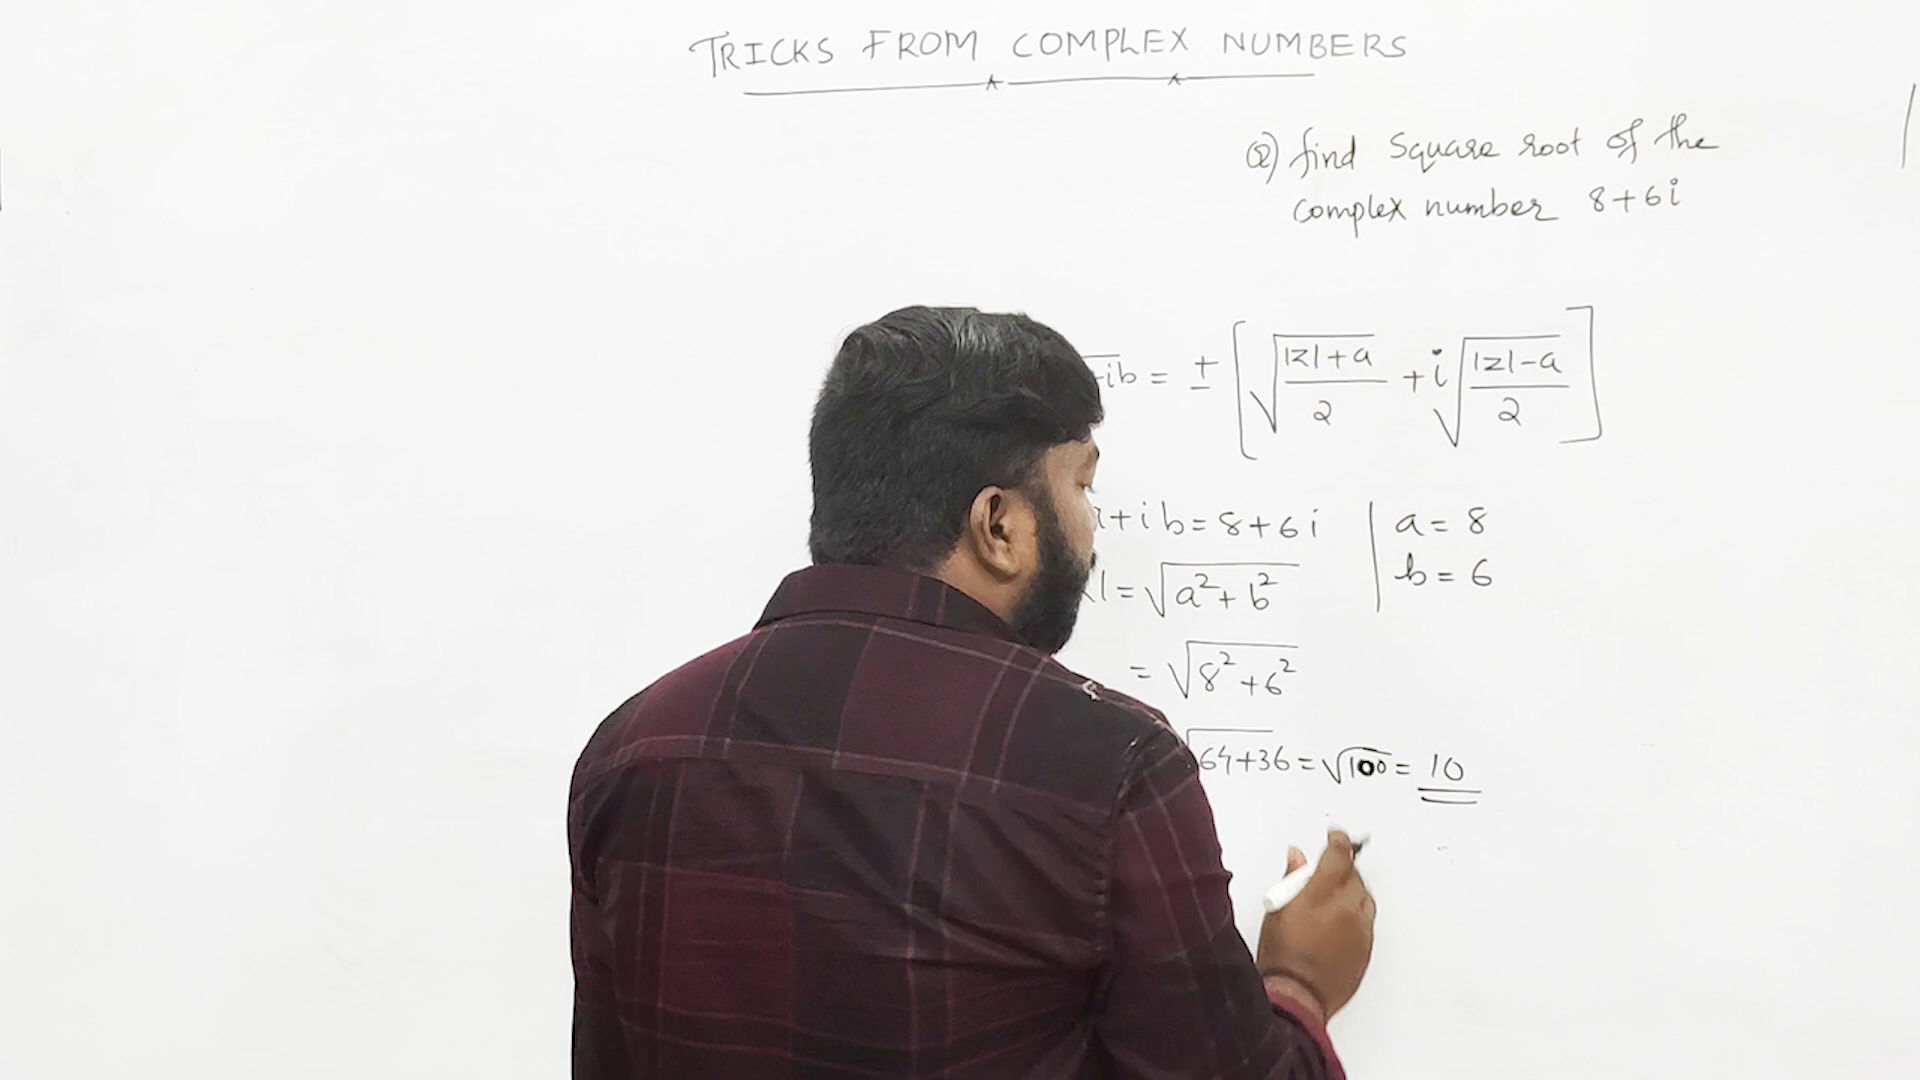 TRICKS FROM COMPLEX NUMBERS
Q) find square root of the
complex number 8+6i
ib = ± [√((|z|+a)/2) + i√((|z|-a)/2)]
+ib=8+6i | a=8
b=6
|=√(a²+b²)
=√(8²+6²)
√(64+36)=√100=10